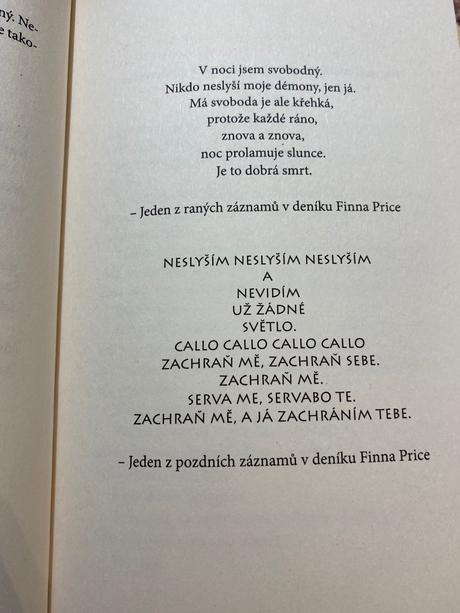 ný. Ne-
e tako-
V noci jsem svobodný.
Nikdo neslyší moje démony, jen já.
Má svoboda je ale křehká,
protože každé ráno,
znova a znova,
noc prolamuje slunce.
Je to dobrá smrt.
– Jeden z raných záznamů v deníku Finna Price
NESLYŠÍM NESLYŠÍM NESLYŠÍM
A
NEVIDÍM
UŽ ŽÁDNÉ
SVĚTLO.
CALLO CALLO CALLO CALLO
ZACHRAŇ MĚ, ZACHRAŇ SEBE.
ZACHRAŇ MĚ.
SERVA ME, SERVABO TE.
ZACHRAŇ MĚ, A JÁ ZACHRÁNÍM TEBE.
– Jeden z pozdních záznamů v deníku Finna Price